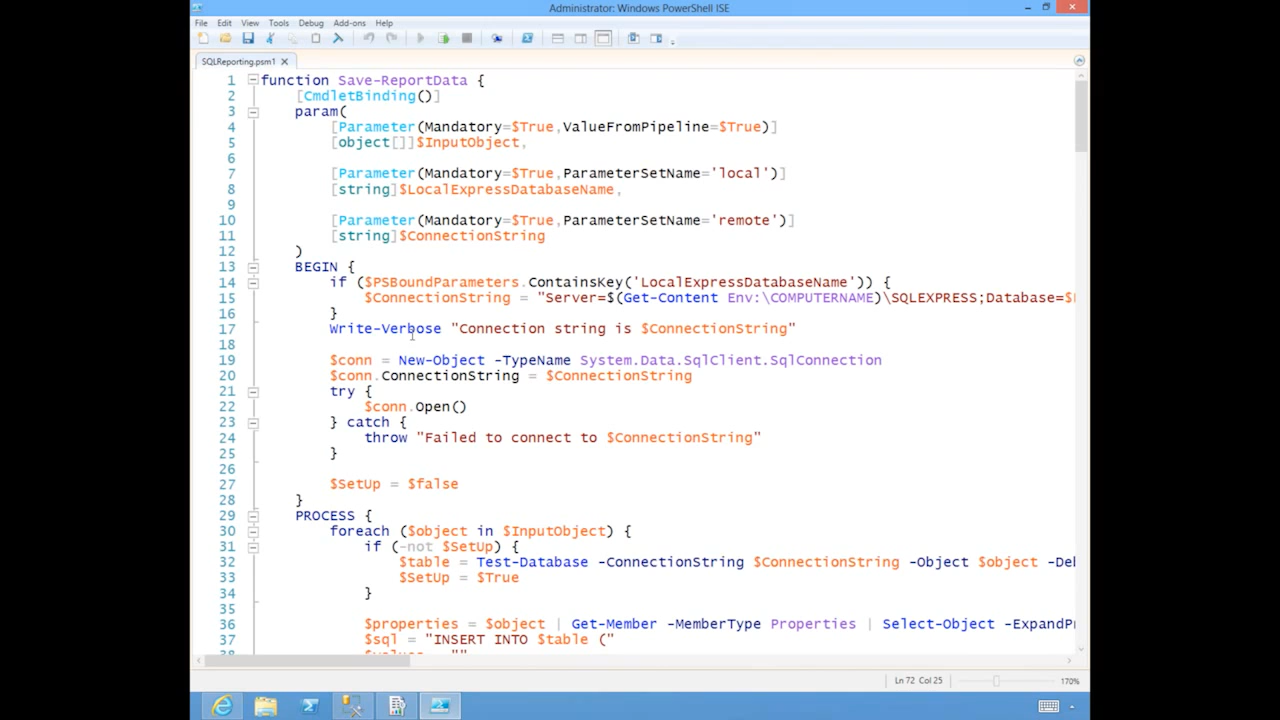 Administrator: Windows PowerShell ISE
File Edit View Tools Debug Add-ons Help
SQLReporting.psm1
1 function Save-ReportData {
2 [CmdletBinding()]
3 param(
4 [Parameter(Mandatory=$True,ValueFromPipeline=$True)]
5 [object[]]$InputObject,
6
7 [Parameter(Mandatory=$True,ParameterSetName='local')]
8 [string]$LocalExpressDatabaseName,
9
10 [Parameter(Mandatory=$True,ParameterSetName='remote')]
11 [string]$ConnectionString
12 )
13 BEGIN {
14 if ($PSBoundParameters.ContainsKey('LocalExpressDatabaseName')) {
15 $ConnectionString = "Server=$(Get-Content Env:\COMPUTERNAME)\SQLEXPRESS;Database=$
16 }
17 Write-Verbose "Connection string is $ConnectionString"
18
19 $conn = New-Object -TypeName System.Data.SqlClient.SqlConnection
20 $conn.ConnectionString = $ConnectionString
21 try {
22 $conn.Open()
23 } catch {
24 throw "Failed to connect to $ConnectionString"
25 }
26
27 $SetUp = $false
28 }
29 PROCESS {
30 foreach ($object in $InputObject) {
31 if (-not $SetUp) {
32 $table = Test-Database -ConnectionString $ConnectionString -Object $object -Deb
33 $SetUp = $True
34 }
35
36 $properties = $object | Get-Member -MemberType Properties | Select-Object -ExpandPr
37 $sql = "INSERT INTO $table ("
Ln 72 Col 25 170%